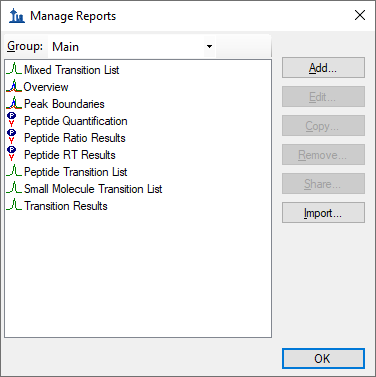 Manage Reports
Group: Main
Mixed Transition List
Overview
Peak Boundaries
Peptide Quantification
Peptide Ratio Results
Peptide RT Results
Peptide Transition List
Small Molecule Transition List
Transition Results
Add...
Edit...
Copy...
Remove...
Share...
Import...
OK